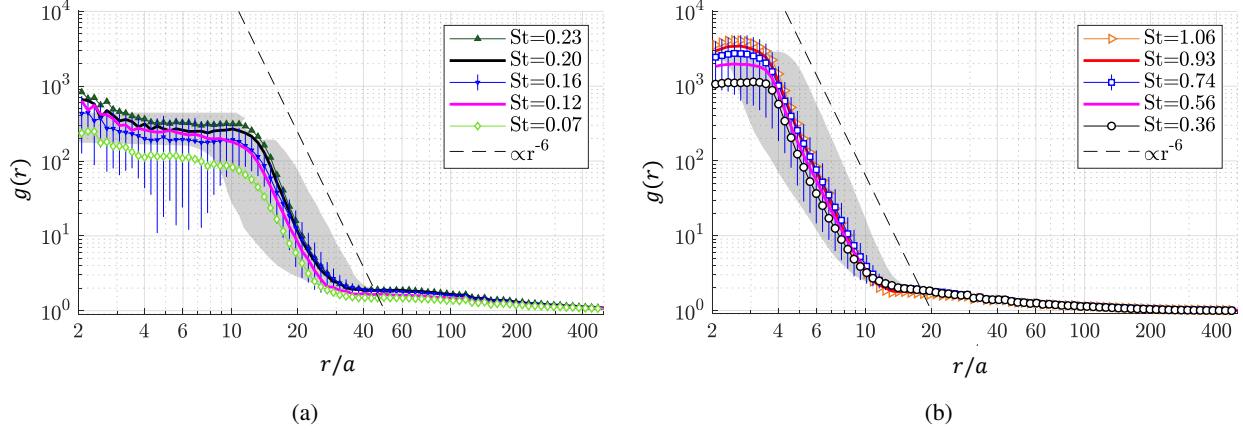 10^4
10^3
10^2
10^1
10^0
g(r)
2 4 6 10 20 40 60 100 200 400
r/a
St=0.23
St=0.20
St=0.16
St=0.12
St=0.07
∝r^-6
(a)
10^4
10^3
10^2
10^1
10^0
g(r)
2 4 6 10 20 40 60 100 200 400
r/a
St=1.06
St=0.93
St=0.74
St=0.56
St=0.36
∝r^-6
(b)